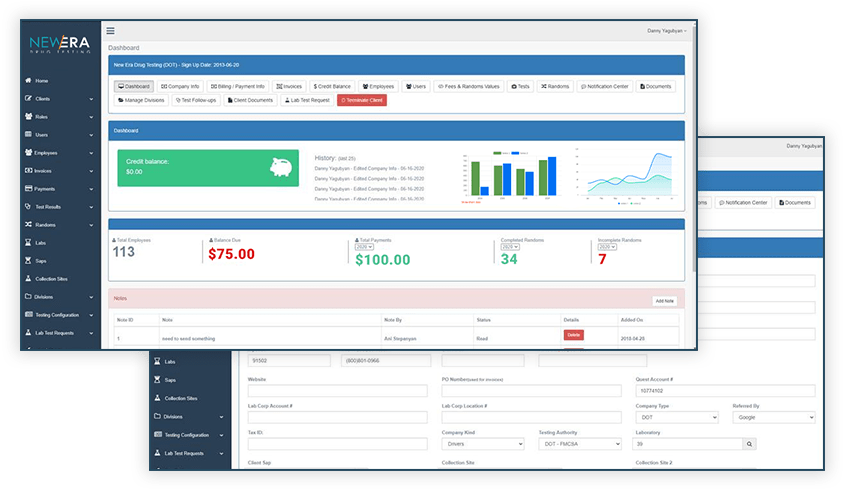 Danny Yagubyan
NEWERA
DRUG TESTING
Dashboard
New Era Drug Testing (DOT) - Sign Up Date: 2013-06-20
Home
Clients
Roles
Users
Employees
Invoices
Payments
Test Results
Randoms
Labs
Saps
Collection Sites
Divisions
Testing Configuration
Lab Test Requests
Dashboard Company Info Billing / Payment Info Invoices $ Credit Balance Employees Users Fees & Randoms Values Tests Randoms Notification Center Documents
Manage Divisions Test Follow-ups Client Documents Lab Test Request Terminate Client
Dashboard
Credit balance:
$0.00
History: (last 25)
Danny Yagubyan - Edited Company Info - 06-16-2020
Danny Yagubyan - Edited Company Info - 06-16-2020
Danny Yagubyan - Edited Company Info - 06-16-2020
Danny Yagubyan - Edited Company Info - 06-16-2020
Total Employees
113
Balance Due
$75.00
Total Payments
2020
$100.00
Completed Randoms
2020
34
Incomplete Randoms
2020
7
Notes
Add Note
Note ID Note Note By Status Details Added On
1 need to send something Ani Stepanyan Read Delete 2018-04-26
Danny Yagubyan
Notification Center Documents
Labs
Saps
Collection Sites
Divisions
Testing Configuration
Lab Test Requests
91502 (800)801-0966
Website PO Number(used for invoices) Quest Account #
10774102
Lab Corp Account # Lab Corp Location # Company Type Referred By
DOT Google
Tax ID: Company Kind Testing Authority Laboratory
Drivers DOT - FMCSA 39
Client Sap Collection Site Collection Site 2